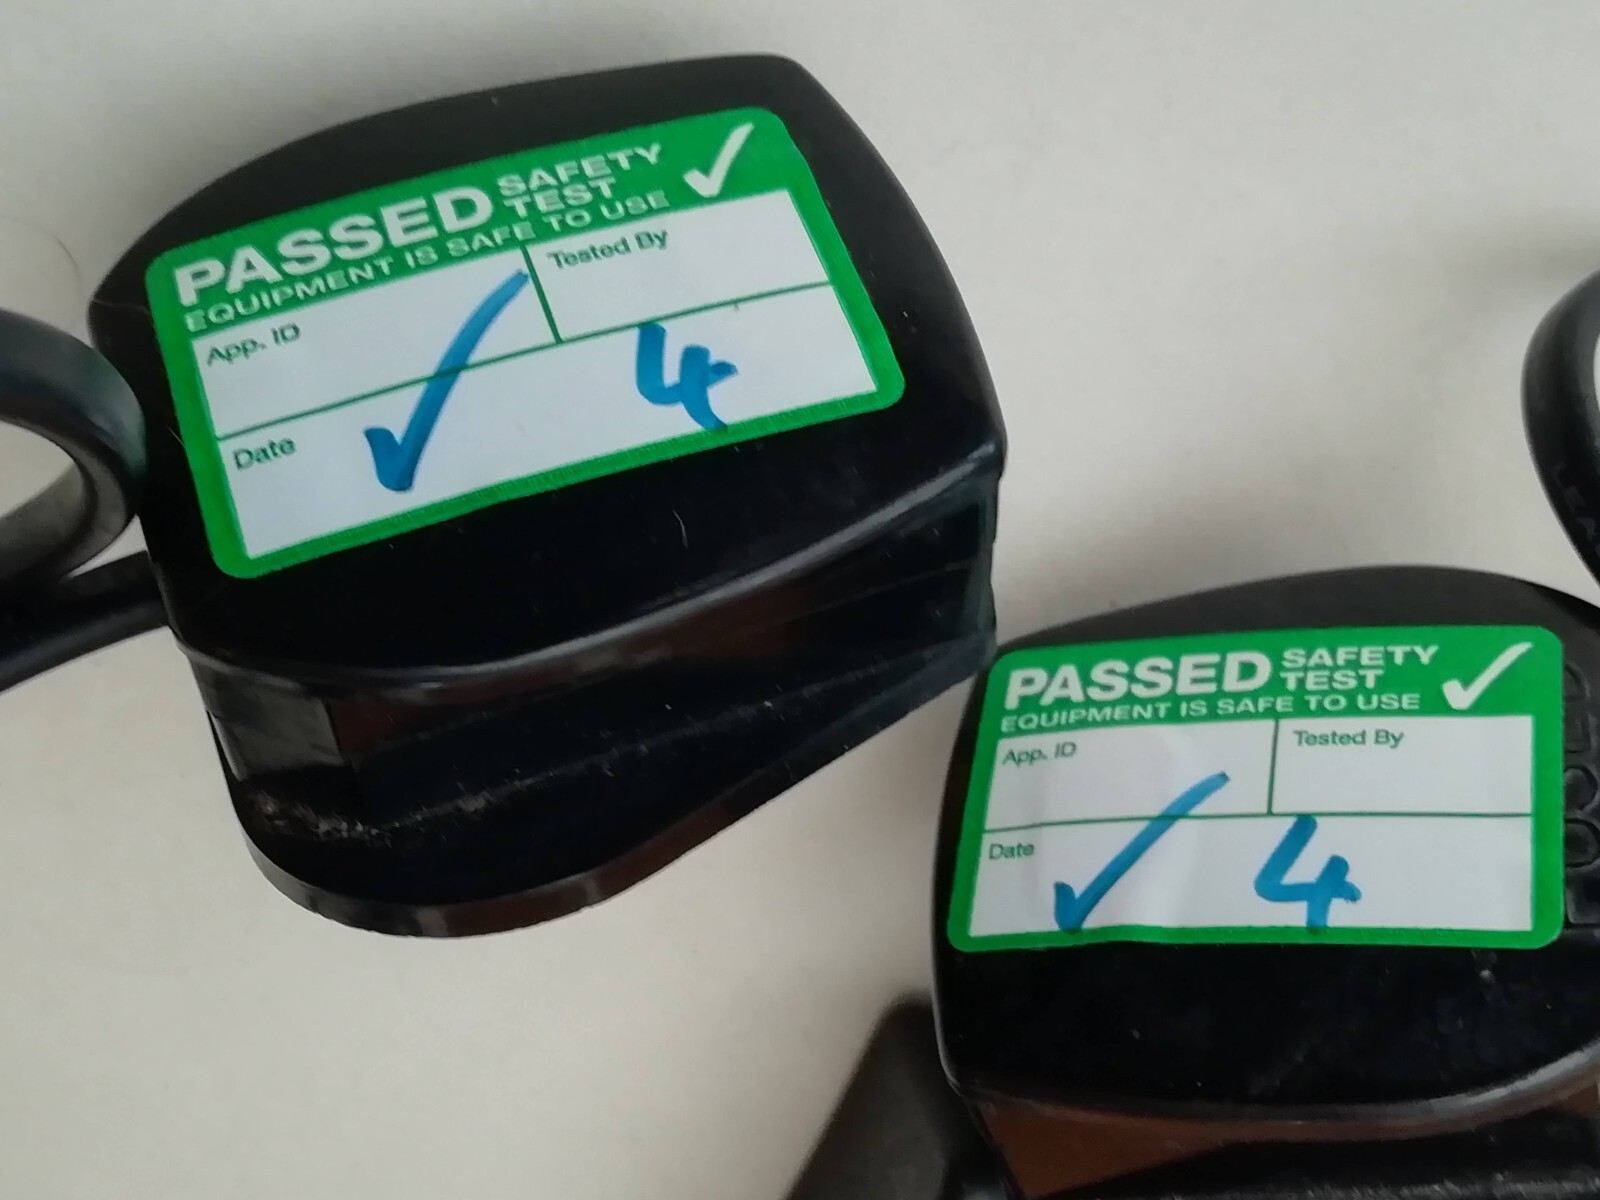 PASSED SAFETY TEST ✓
EQUIPMENT IS SAFE TO USE
App. ID
Tested By
Date ✓ 4
PASSED SAFETY TEST ✓
EQUIPMENT IS SAFE TO USE
App. ID
Tested By
Date ✓ 4